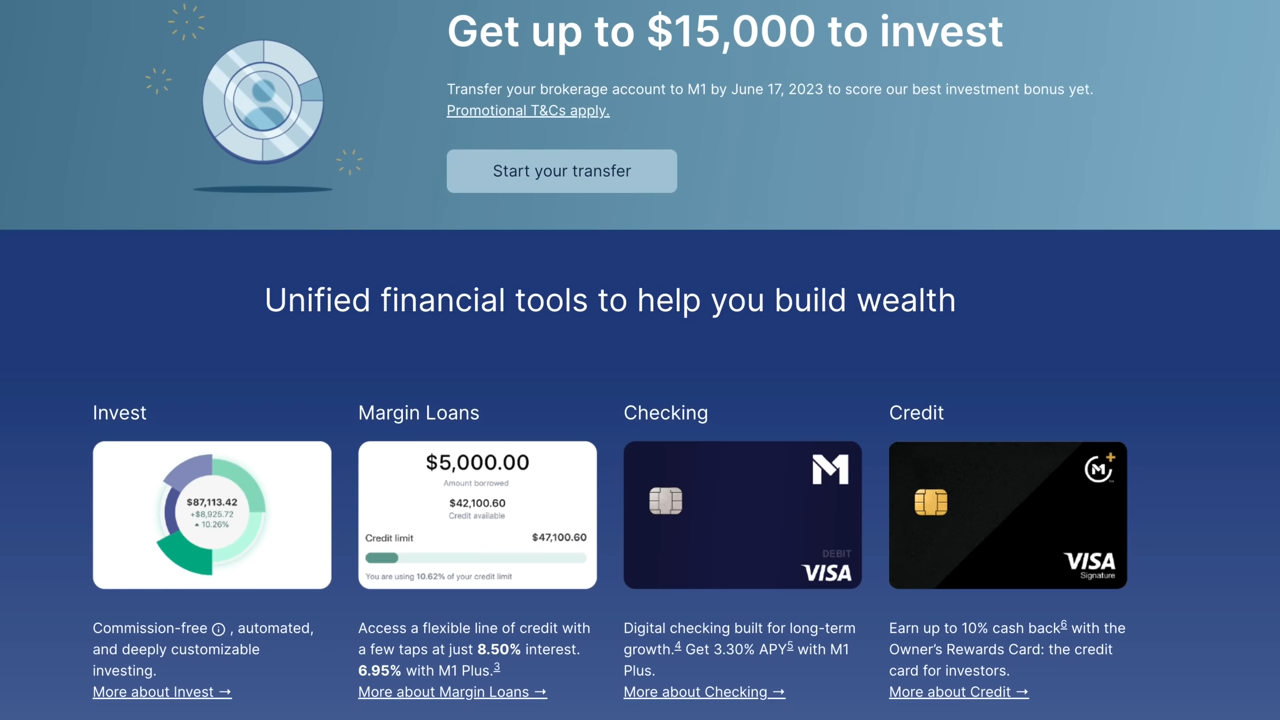 Get up to $15,000 to invest
Transfer your brokerage account to M1 by June 17, 2023 to score our best investment bonus yet.
Promotional T&Cs apply.
Start your transfer
Unified financial tools to help you build wealth
Invest
$87,113.42
+$8,925.72
▲ 10.26%
Commission-free ⓘ , automated,
and deeply customizable
investing.
More about Invest →
Margin Loans
$5,000.00
Amount borrowed
$42,100.60
Credit available
Credit limit $47,100.60
You are using 10.62% of your credit limit
Access a flexible line of credit with
a few taps at just 8.50% interest.
6.95% with M1 Plus.3
More about Margin Loans →
Checking
M
DEBIT
VISA
Digital checking built for long-term
growth.4 Get 3.30% APY5 with M1
Plus.
More about Checking →
Credit
M+
VISA
Signature
Earn up to 10% cash back6 with the
Owner's Rewards Card: the credit
card for investors.
More about Credit →